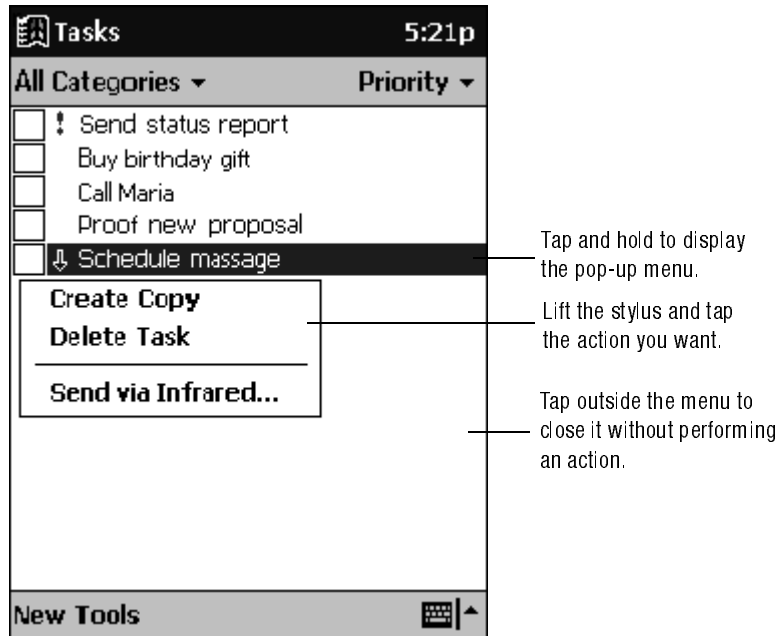 Tasks 5:21p
All Categories Priority
! Send status report
Buy birthday gift
Call Maria
Proof new proposal
Schedule massage
Create Copy
Delete Task
Send via Infrared...
New Tools
Tap and hold to display
the pop-up menu.
Lift the stylus and tap
the action you want.
Tap outside the menu to
close it without performing
an action.